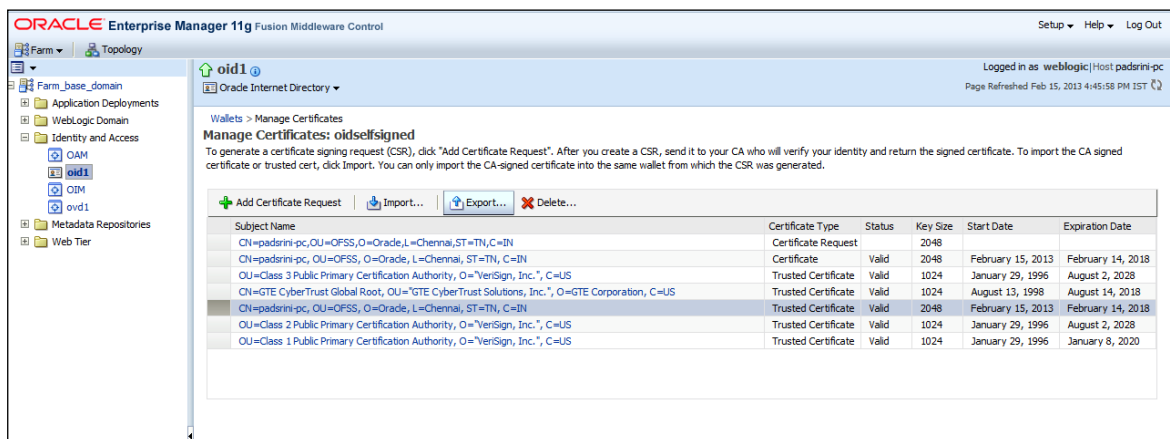 ORACLE Enterprise Manager 11g Fusion Middleware Control
Setup Help Log Out
Farm Topology
oid1
Logged in as weblogic|Host padsrini-pc
Oracle Internet Directory
Page Refreshed Feb 15, 2013 4:45:58 PM IST
Farm_base_domain
Application Deployments
WebLogic Domain
Identity and Access
OAM
oid1
OIM
ovd1
Metadata Repositories
Web Tier
Wallets > Manage Certificates
Manage Certificates: oidselfsigned
To generate a certificate signing request (CSR), click "Add Certificate Request". After you create a CSR, send it to your CA who will verify your identity and return the signed certificate. To import the CA signed
certificate or trusted cert, click Import. You can only import the CA-signed certificate into the same wallet from which the CSR was generated.
Add Certificate Request Import... Export... Delete...
Subject Name Certificate Type Status Key Size Start Date Expiration Date
CN=padsrini-pc,OU=OFSS,O=Oracle,L=Chennai,ST=TN,C=IN Certificate Request 2048
CN=padsrini-pc, OU=OFSS, O=Oracle, L=Chennai, ST=TN, C=IN Certificate Valid 2048 February 15, 2013 February 14, 2018
OU=Class 3 Public Primary Certification Authority, O="VeriSign, Inc.", C=US Trusted Certificate Valid 1024 January 29, 1996 August 2, 2028
CN=GTE CyberTrust Global Root, OU="GTE CyberTrust Solutions, Inc.", O=GTE Corporation, C=US Trusted Certificate Valid 1024 August 13, 1998 August 14, 2018
CN=padsrini-pc, OU=OFSS, O=Oracle, L=Chennai, ST=TN, C=IN Trusted Certificate Valid 2048 February 15, 2013 February 14, 2018
OU=Class 2 Public Primary Certification Authority, O="VeriSign, Inc.", C=US Trusted Certificate Valid 1024 January 29, 1996 August 2, 2028
OU=Class 1 Public Primary Certification Authority, O="VeriSign, Inc.", C=US Trusted Certificate Valid 1024 January 29, 1996 January 8, 2020